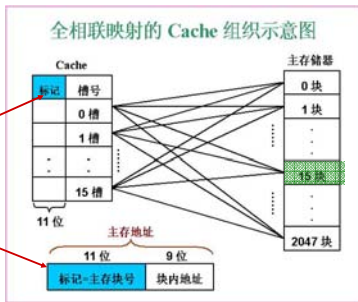 全相联映射的 Cache 组织示意图
Cache
主存储器
标记 槽号
0 槽
1 槽
15 槽
11 位
0 块
1 块
15 块
2047 块
主存地址
11 位 9 位
标记=主存块号 块内地址